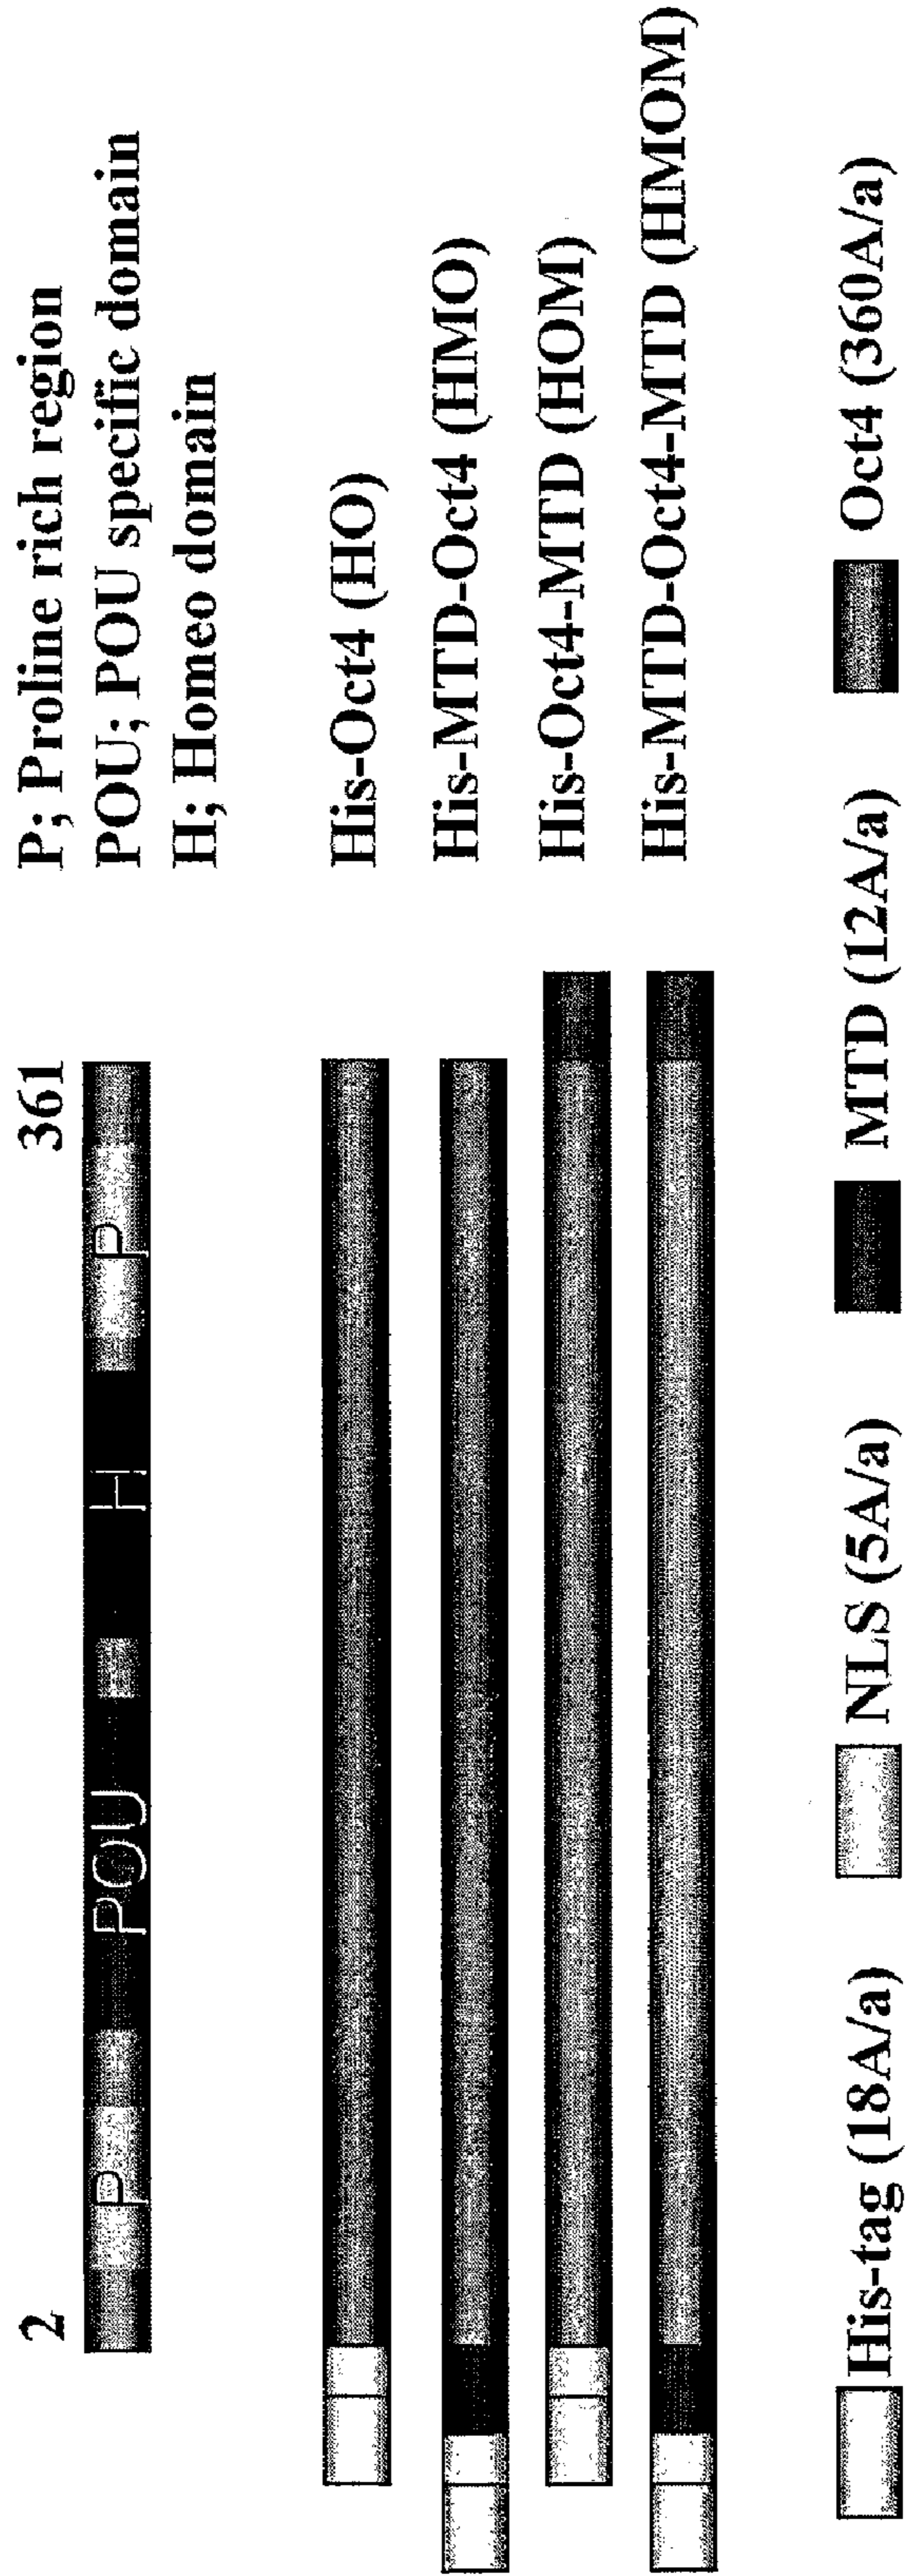 2 361
P; Proline rich region
P POU H P
POU; POU specific domain
H; Homeo domain
His-Oct4 (HO)
His-MTD-Oct4 (HMO)
His-Oct4-MTD (HOM)
His-MTD-Oct4-MTD (HMOM)
His-tag (18A/a) NLS (5A/a) MTD (12A/a) Oct4 (360A/a)